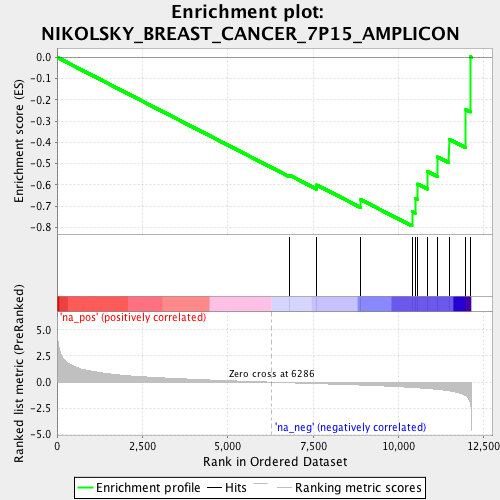 Enrichment plot:
NIKOLSKY_BREAST_CANCER_7P15_AMPLICON
Enrichment score (ES)
0.0
-0.1
-0.2
-0.3
-0.4
-0.5
-0.6
-0.7
-0.8
'na_pos' (positively correlated)
Ranked list metric (PreRanked)
5.0
2.5
0.0
-2.5
-5.0
Zero cross at 6286
'na_neg' (negatively correlated)
0 2,500 5,000 7,500 10,000 12,500
Rank in Ordered Dataset
Enrichment profile Hits Ranking metric scores